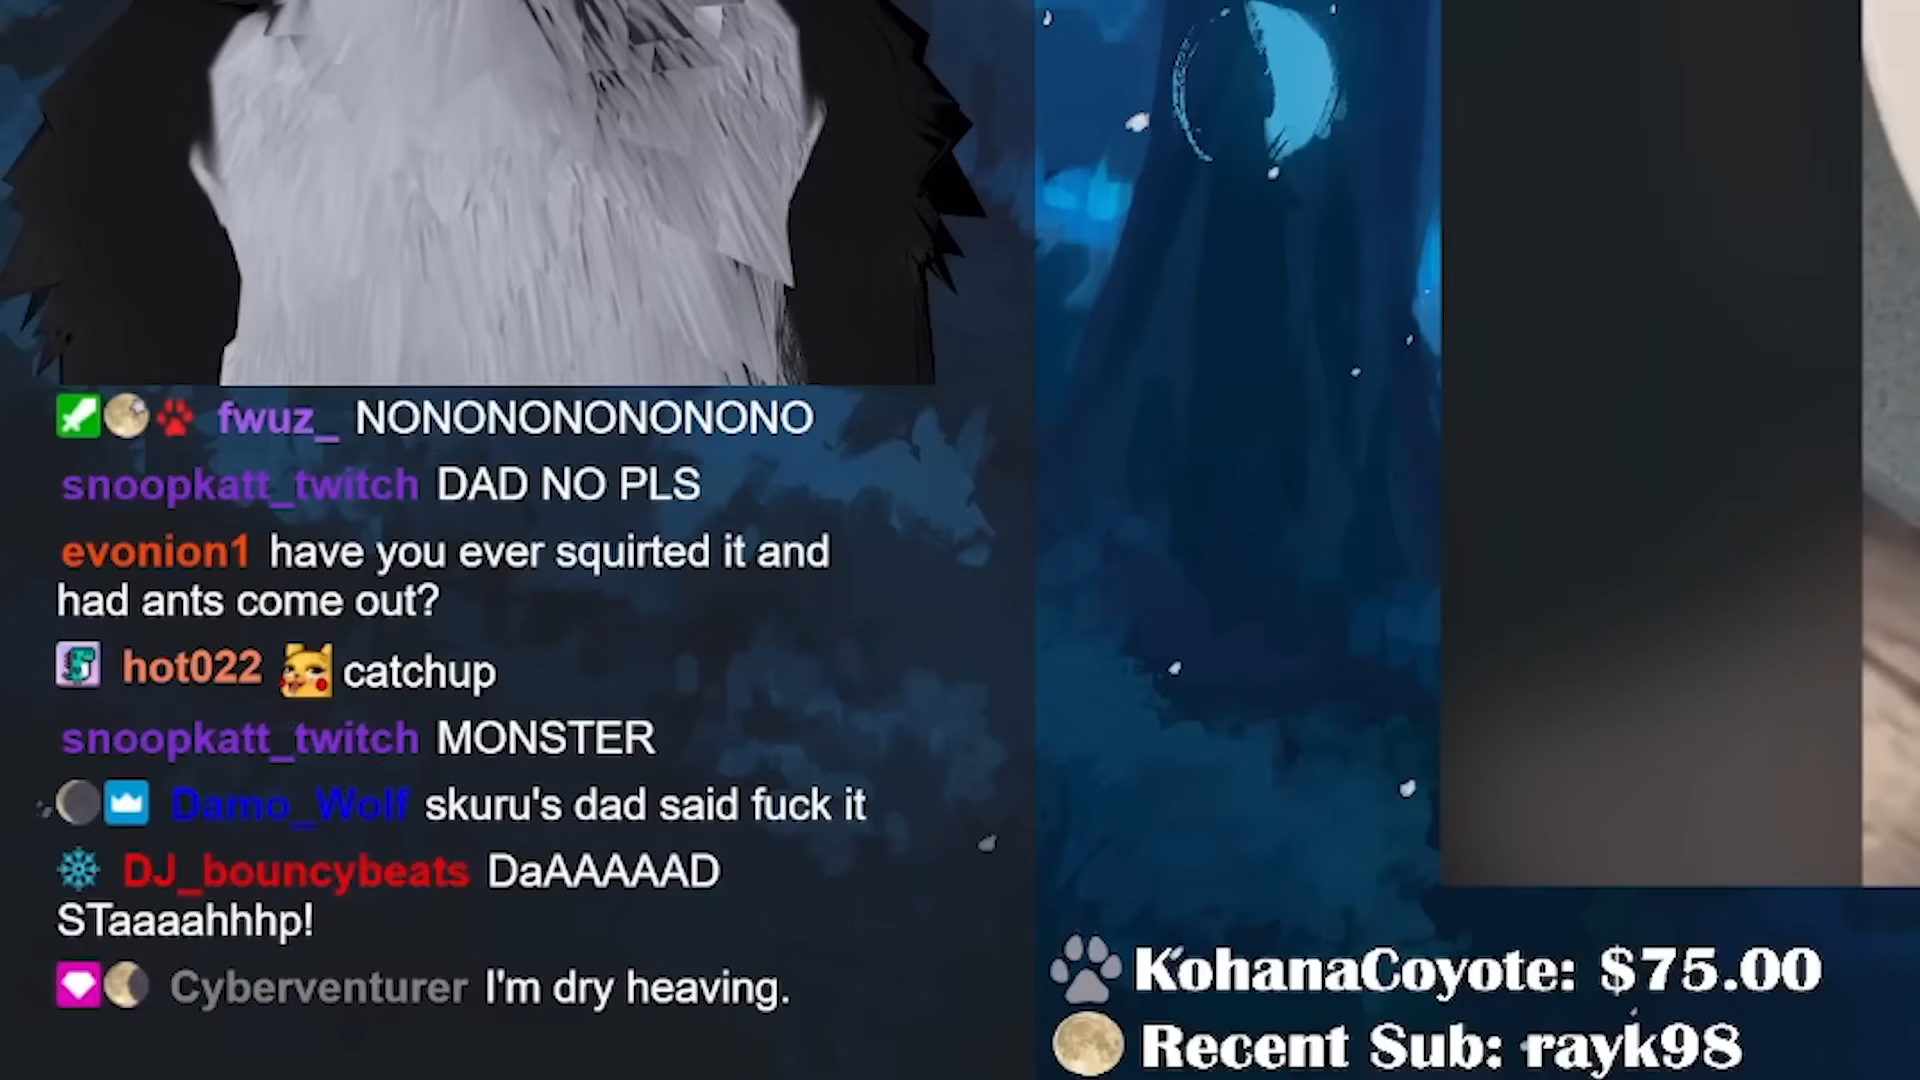 fwuz_ NONONONONONONO
snoopkatt_twitch DAD NO PLS
evonion1 have you ever squirted it and
had ants come out?
hot022 catchup
snoopkatt_twitch MONSTER
Damo_Wolf skuru's dad said fuck it
DJ_bouncybeats DaAAAAAD
STaaaahhhp!
Cyberventurer I'm dry heaving.
KohanaCoyote: $75.00
Recent Sub: rayk98